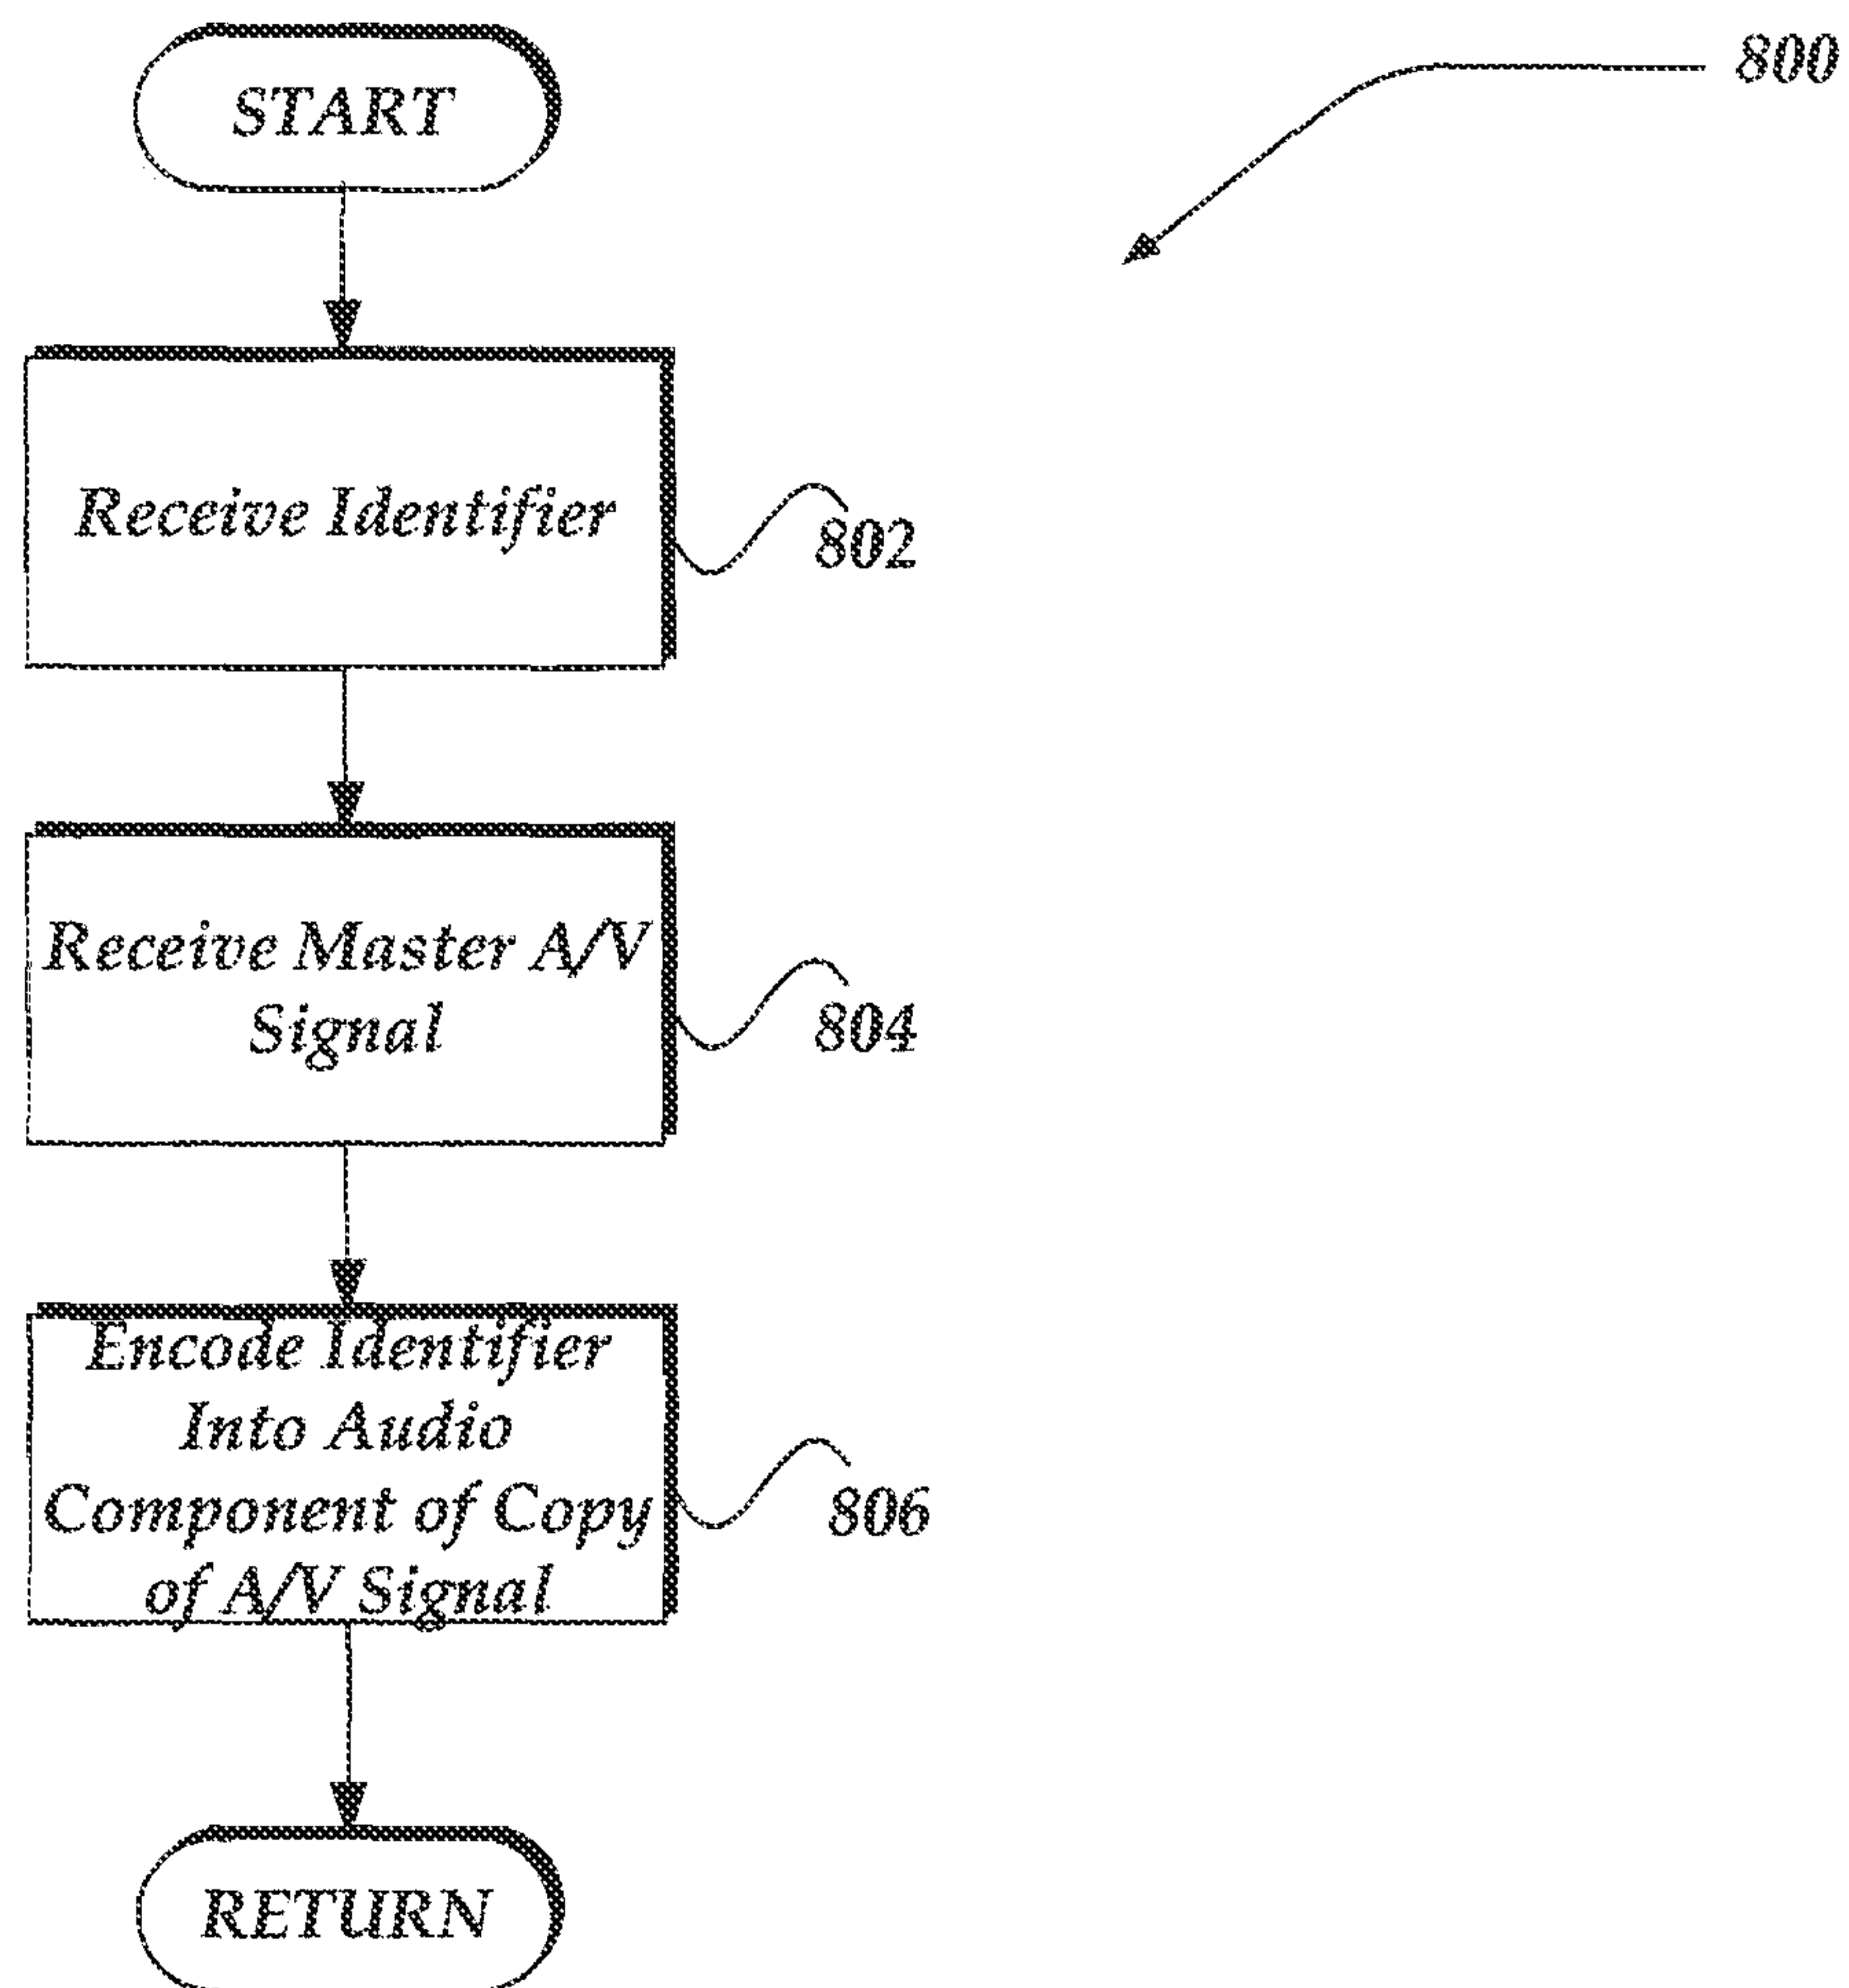 START
800
Receive Identifier
802
Receive Master A/V
Signal
804
Encode Identifier
Into Audio
Component of Copy
of A/V Signal
806
RETURN